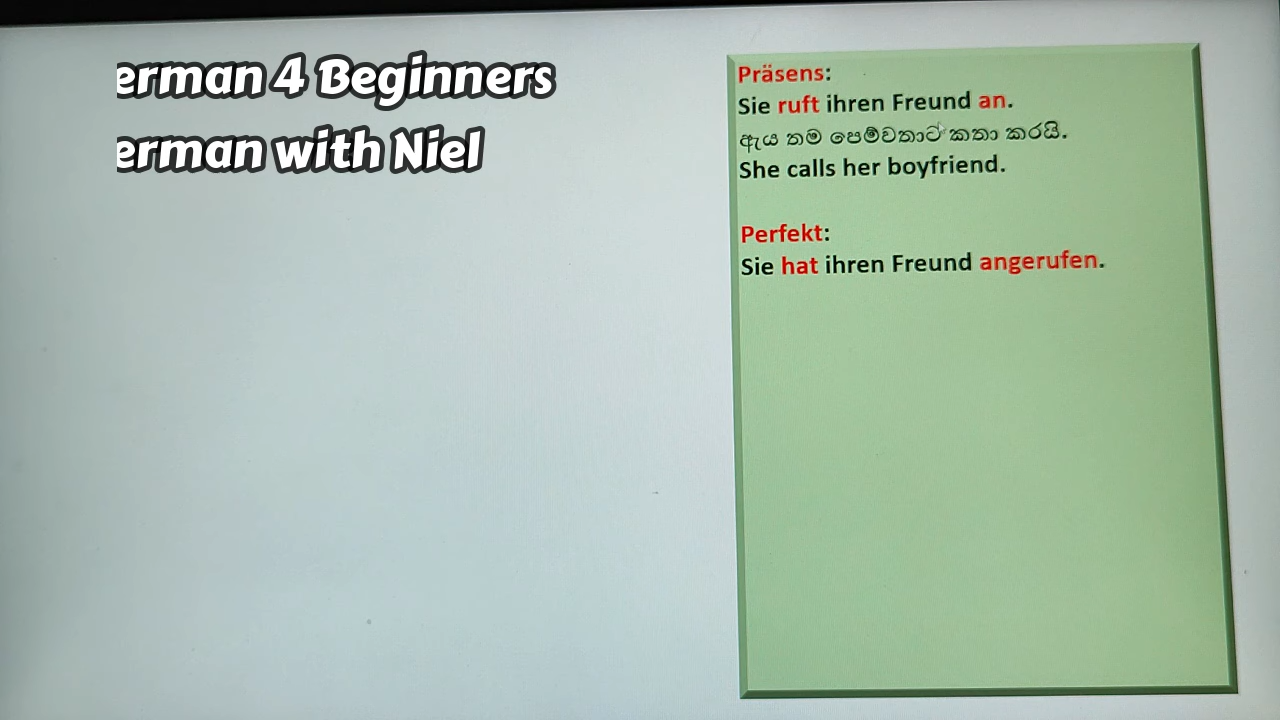 erman 4 Beginners
erman with Niel
Präsens:
Sie ruft ihren Freund an.
ඇය තම පෙම්වතාට කතා කරයි.
She calls her boyfriend.
Perfekt:
Sie hat ihren Freund angerufen.